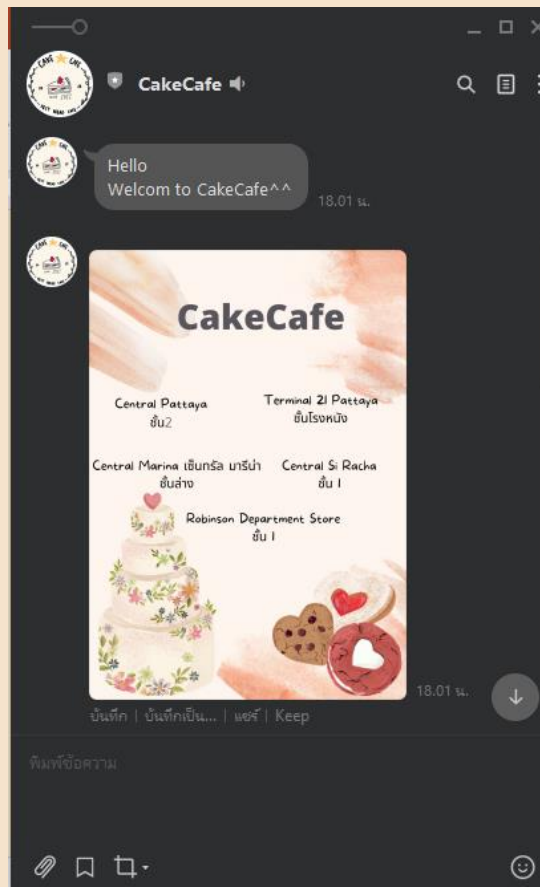 CakeCafe
Hello
Welcom to CakeCafe^^
18.01 น.
CakeCafe
Central Pattaya
ชั้น2
Terminal 21 Pattaya
ชั้นโรงหนัง
Central Marina เซ็นทรัล มารีน่า
ชั้นล่าง
Central Si Racha
ชั้น 1
Robinson Department Store
ชั้น 1
18.01 น.
บันทึก | บันทึกเป็น... | แชร์ | Keep
พิมพ์ข้อความ